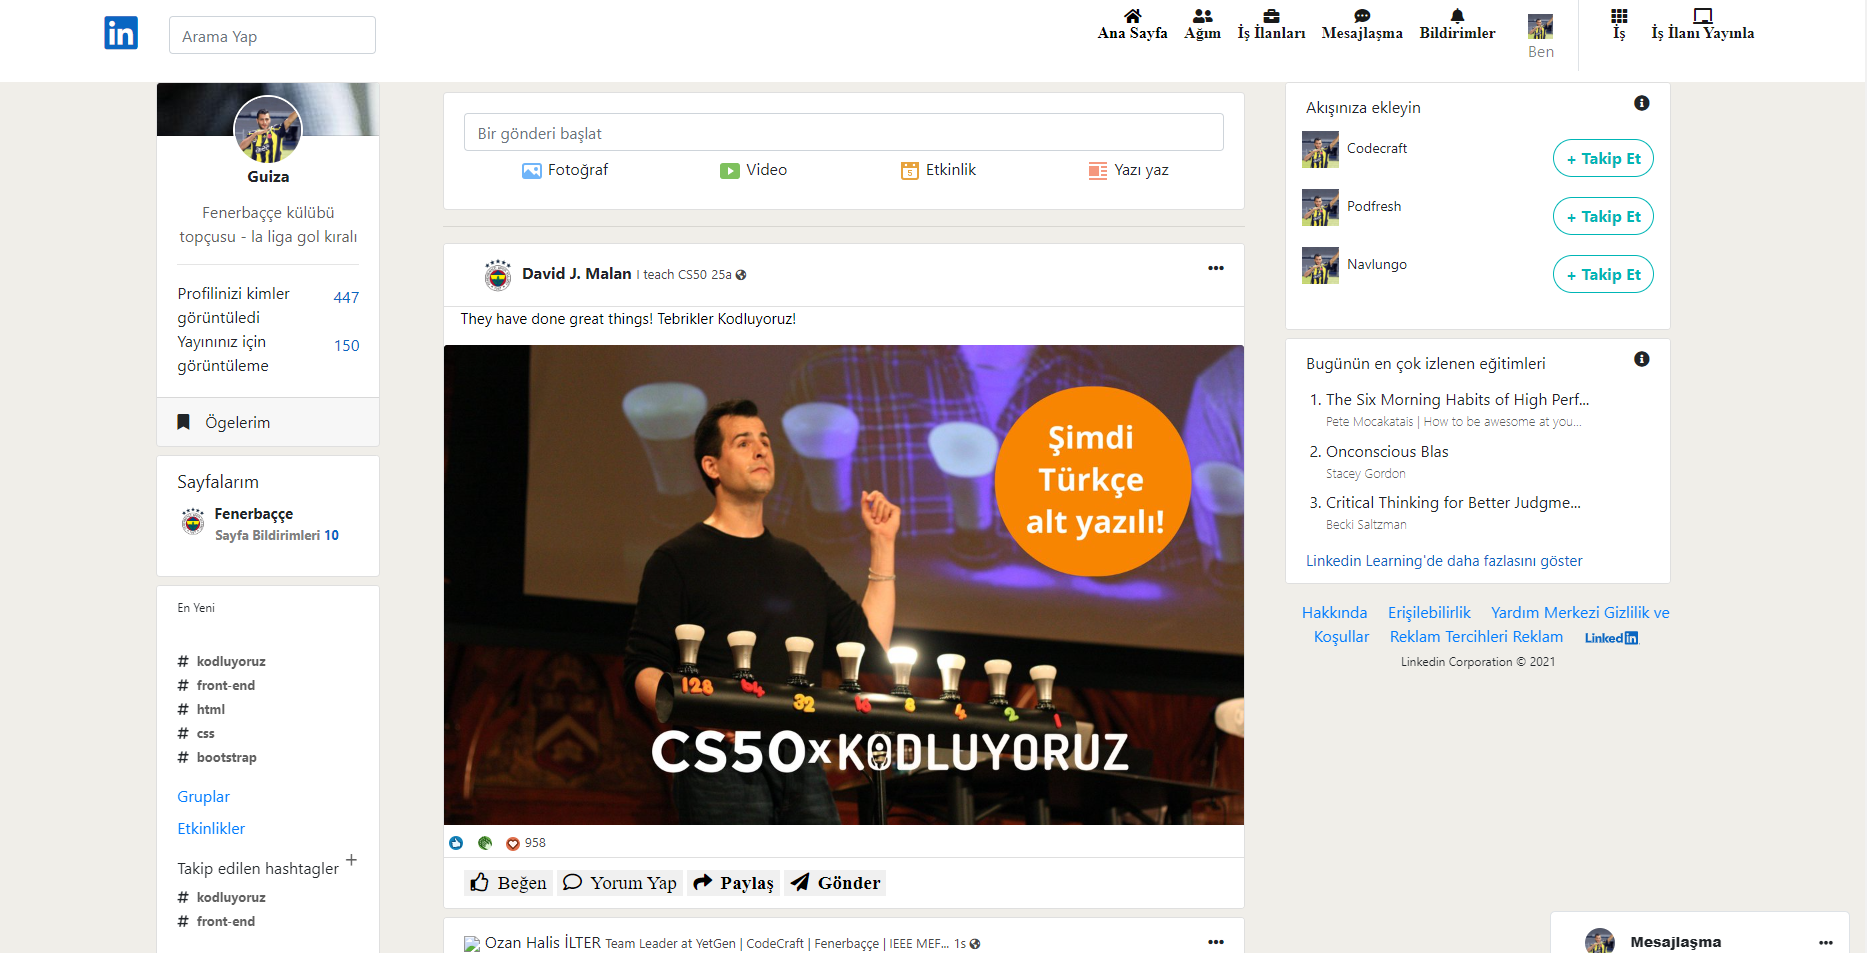 in
Arama Yap
Ana Sayfa
Ağım
İş İlanları
Mesajlaşma
Bildirimler
Ben
İş
İş İlanı Yayınla
Guiza
Fenerbaççe külübü
topçusu - la liga gol kıralı
Profilinizi kimler
görüntüledi
447
Yayınınız için
görüntüleme
150
Ögelerim
Sayfalarım
Fenerbaççe
Sayfa Bildirimleri 10
En Yeni
# kodluyoruz
# front-end
# html
# css
# bootstrap
Gruplar
Etkinlikler
Takip edilen hashtagler +
# kodluyoruz
# front-end
Bir gönderi başlat
Fotoğraf
Video
5
Etkinlik
Yazı yaz
David J. Malan I teach CS50 25a
They have done great things! Tebrikler Kodluyoruz!
Şimdi
Türkçe
alt yazılı!
128
64
32
16
8
4
2
1
CS50xKODLUYORUZ
958
Beğen
Yorum Yap
Paylaş
Gönder
Ozan Halis İLTER Team Leader at YetGen | CodeCraft | Fenerbaççe | IEEE MEF... 1s
Akışınıza ekleyin
Codecraft
+ Takip Et
Podfresh
+ Takip Et
Navlungo
+ Takip Et
Bugünün en çok izlenen eğitimleri
1. The Six Morning Habits of High Perf...
Pete Mocakatais | How to be awesome at you...
2. Onconscious Blas
Stacey Gordon
3. Critical Thinking for Better Judgme...
Becki Saltzman
Linkedin Learning'de daha fazlasını göster
Hakkında Erişilebilirlik Yardım Merkezi Gizlilik ve
Koşullar Reklam Tercihleri Reklam Linkedin
Linkedin Corporation © 2021
Mesajlaşma